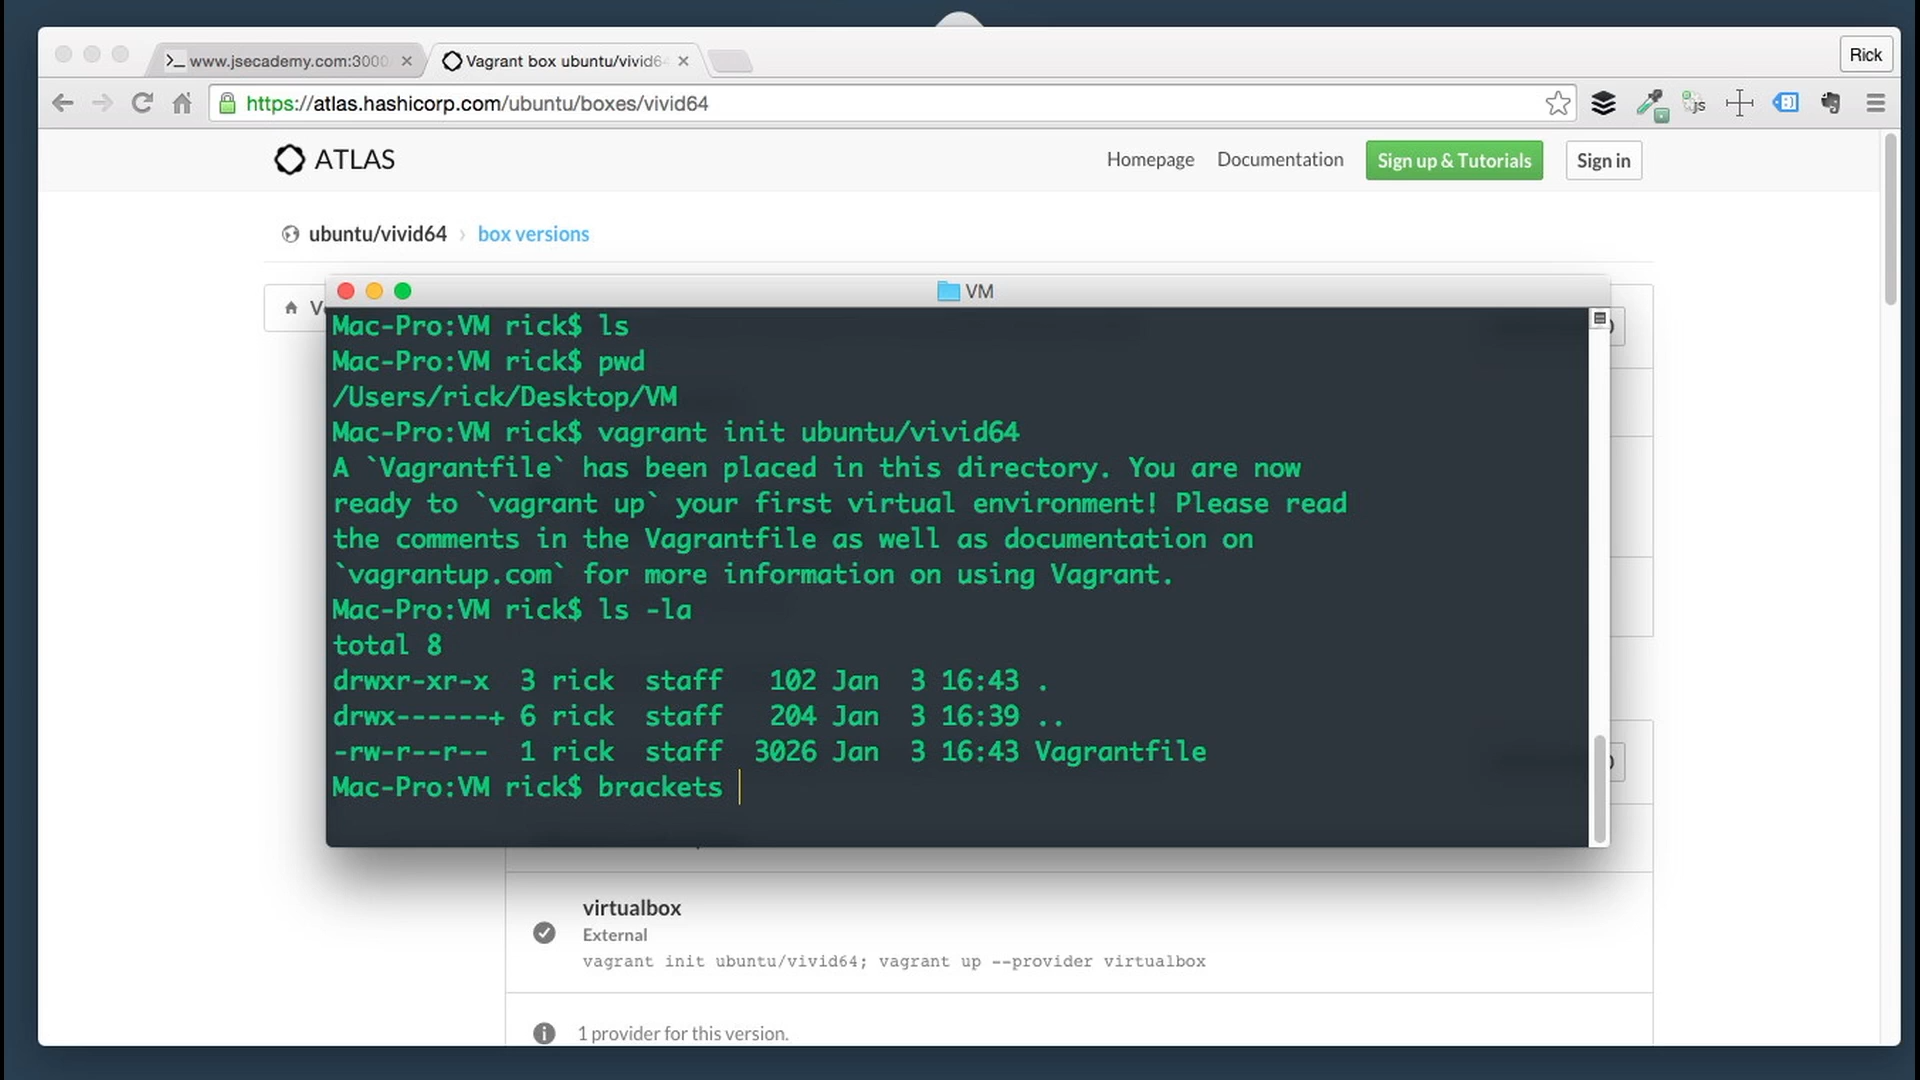 www.jsecademy.com:3000
Vagrant box ubuntu/vivid64
Rick
https://atlas.hashicorp.com/ubuntu/boxes/vivid64
js
ATLAS
Homepage
Documentation
Sign up & Tutorials
Sign in
ubuntu/vivid64 › box versions
VM
Mac-Pro:VM rick$ ls
Mac-Pro:VM rick$ pwd
/Users/rick/Desktop/VM
Mac-Pro:VM rick$ vagrant init ubuntu/vivid64
A `Vagrantfile` has been placed in this directory. You are now
ready to `vagrant up` your first virtual environment! Please read
the comments in the Vagrantfile as well as documentation on
`vagrantup.com` for more information on using Vagrant.
Mac-Pro:VM rick$ ls -la
total 8
drwxr-xr-x  3 rick  staff   102 Jan  3 16:43 .
drwx------+ 6 rick  staff   204 Jan  3 16:39 ..
-rw-r--r--  1 rick  staff  3026 Jan  3 16:43 Vagrantfile
Mac-Pro:VM rick$ brackets
virtualbox
External
vagrant init ubuntu/vivid64; vagrant up --provider virtualbox
1 provider for this version.